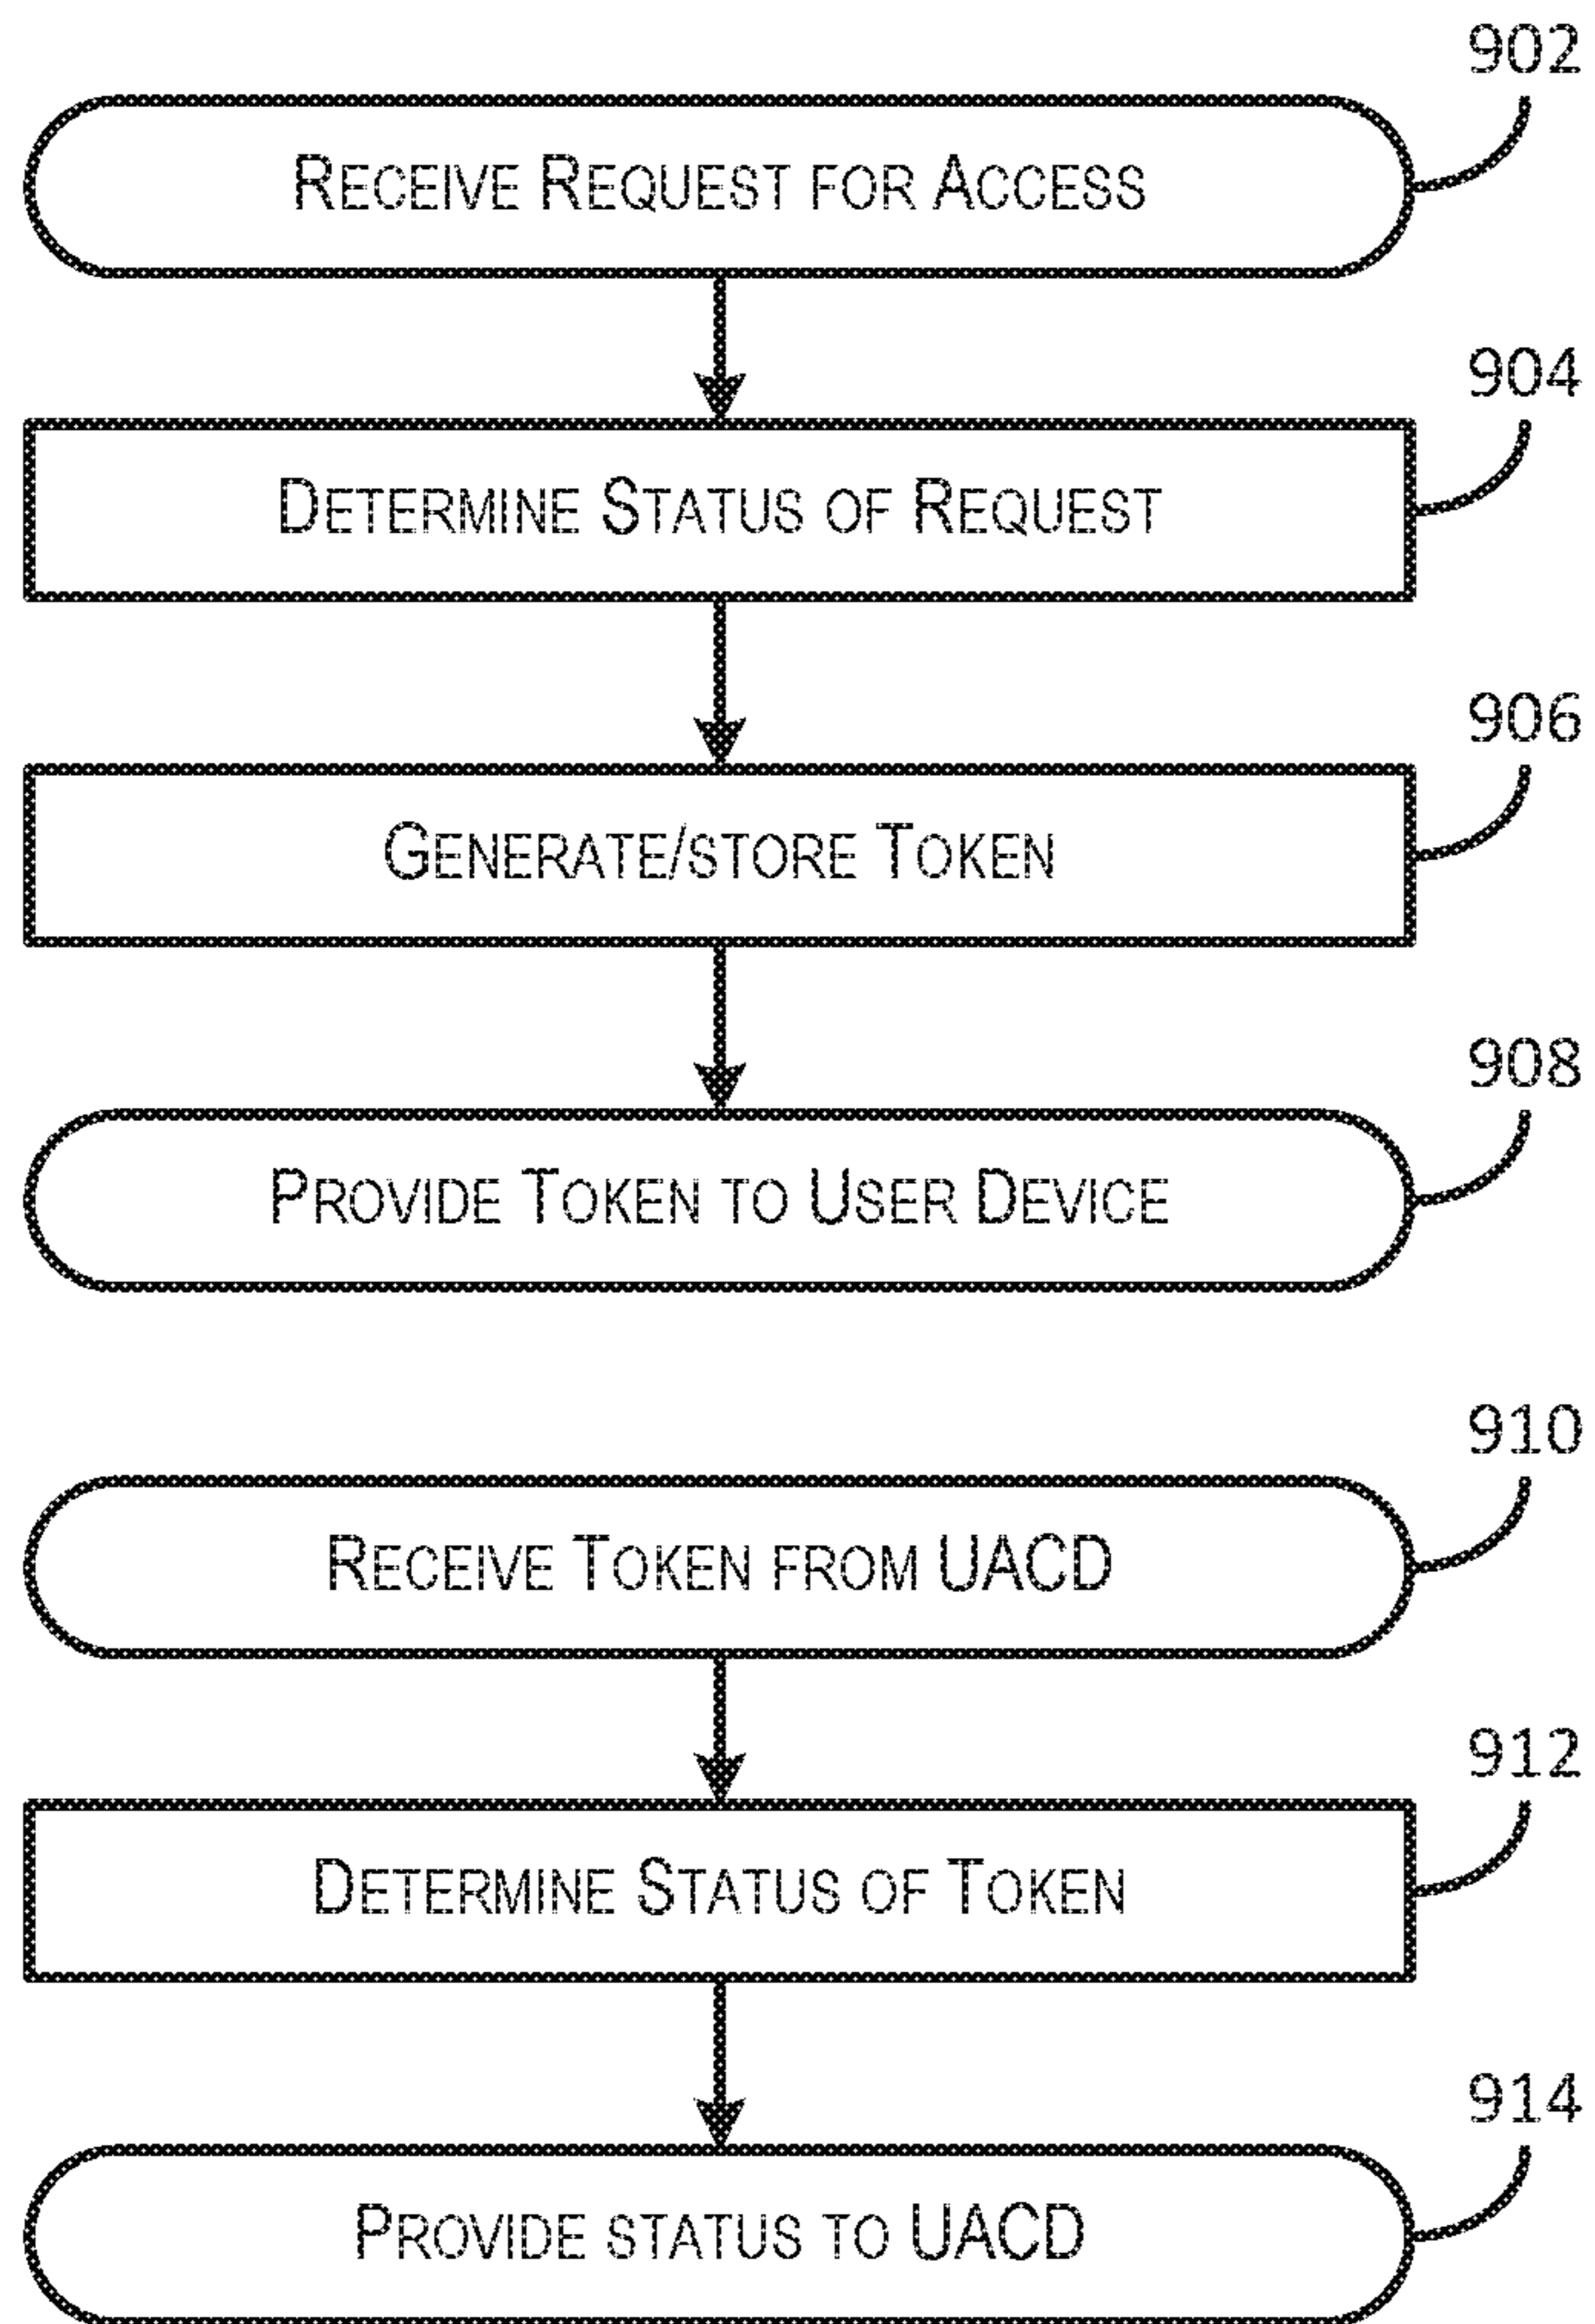 902
Receive Request for Access
904
Determine Status of Request
906
Generate/store Token
908
Provide Token to User Device
910
Receive Token from UACD
912
Determine Status of Token
914
Provide status to UACD